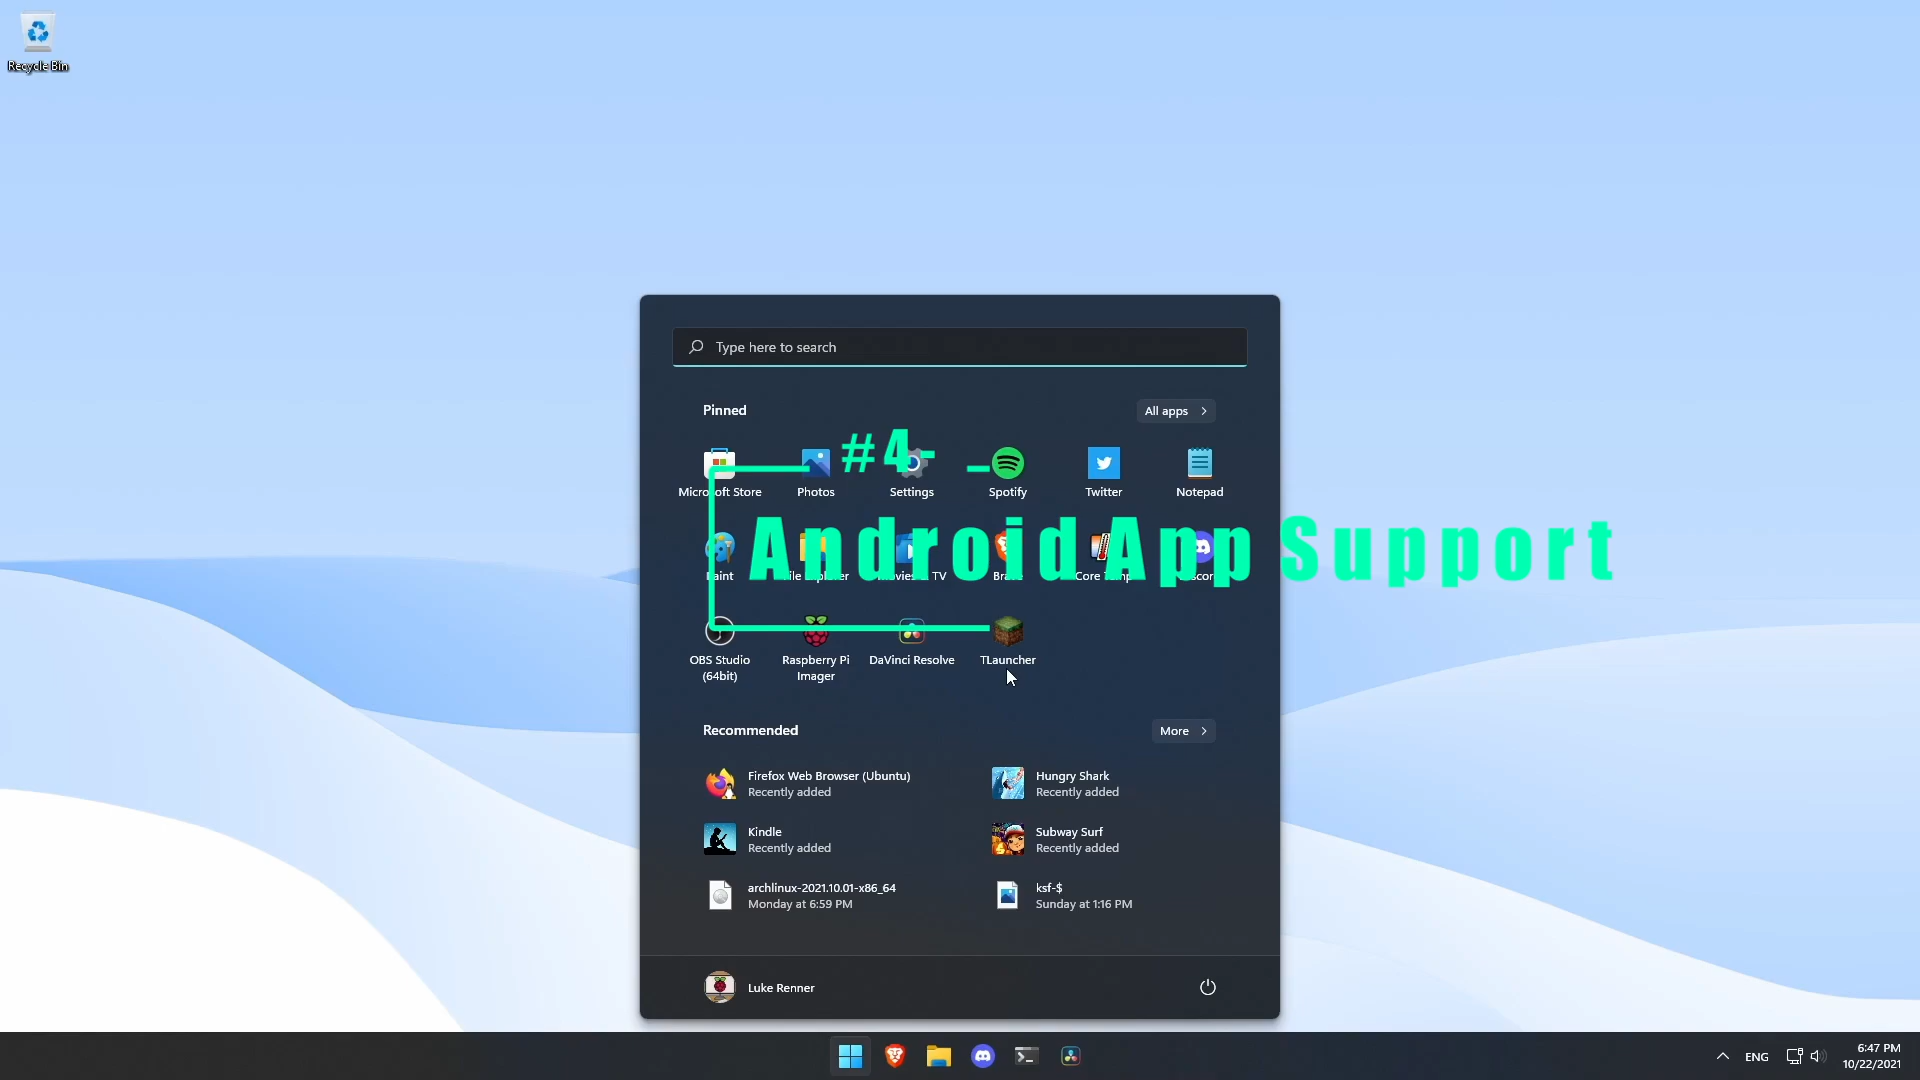 Recycle Bin
Type here to search
Pinned
All apps
#4-
Microsoft Store
Photos
Settings
Spotify
Twitter
Notepad
Android App Support
OBS Studio
(64bit)
Raspberry Pi
Imager
DaVinci Resolve
TLauncher
Recommended
More
Firefox Web Browser (Ubuntu)
Recently added
Hungry Shark
Recently added
Kindle
Recently added
Subway Surf
Recently added
archlinux-2021.10.01-x86_64
Monday at 6:59 PM
ksf-$
Sunday at 1:16 PM
Luke Renner
ENG
6:47 PM
10/22/2021